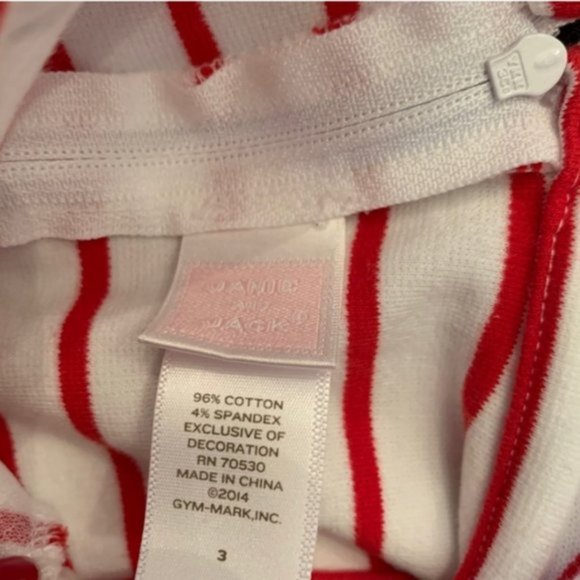 JANIE
AND
JACK®
96% COTTON
4% SPANDEX
EXCLUSIVE OF
DECORATION
RN 70530
MADE IN CHINA
©2014
GYM-MARK,INC.
3